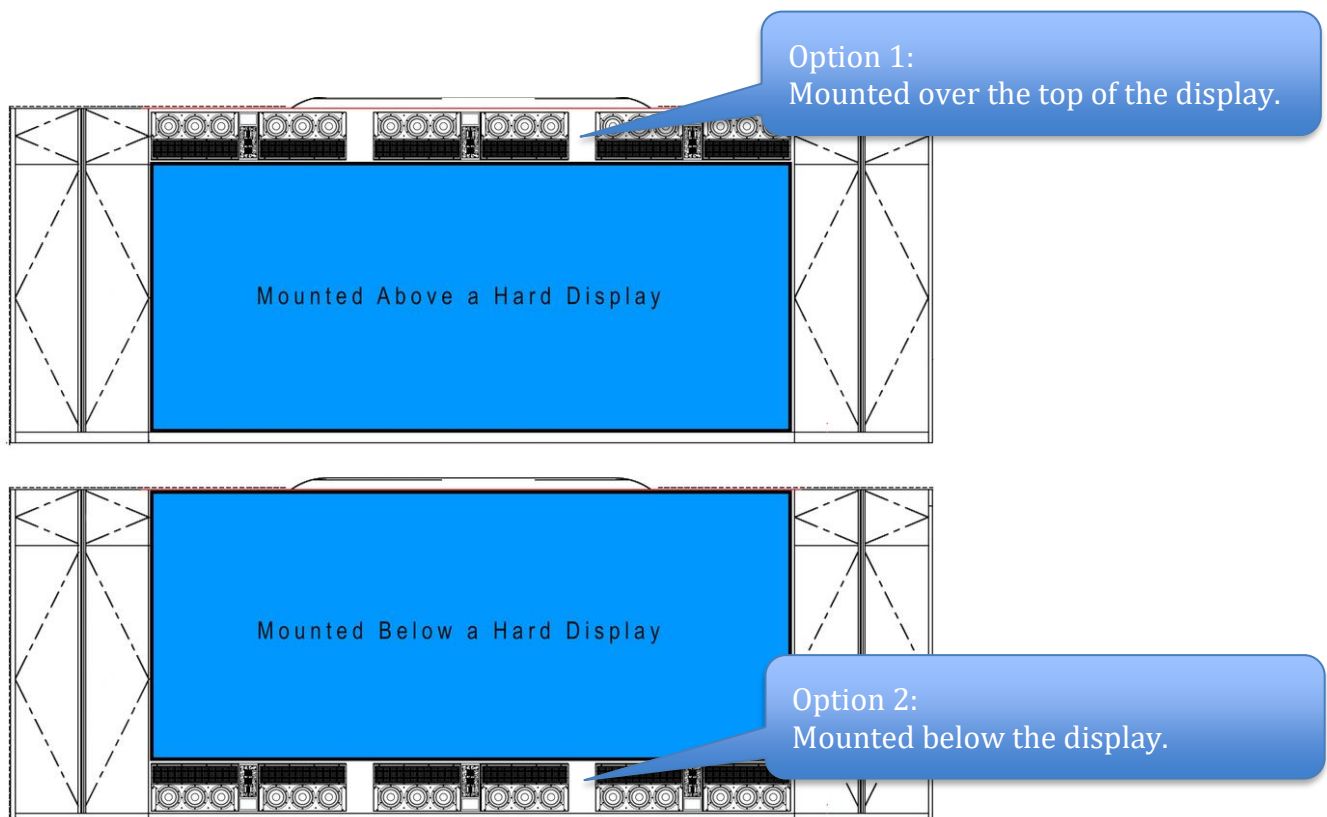 Option 1:
Mounted over the top of the display.
Mounted Above a Hard Display
Mounted Below a Hard Display
Option 2:
Mounted below the display.